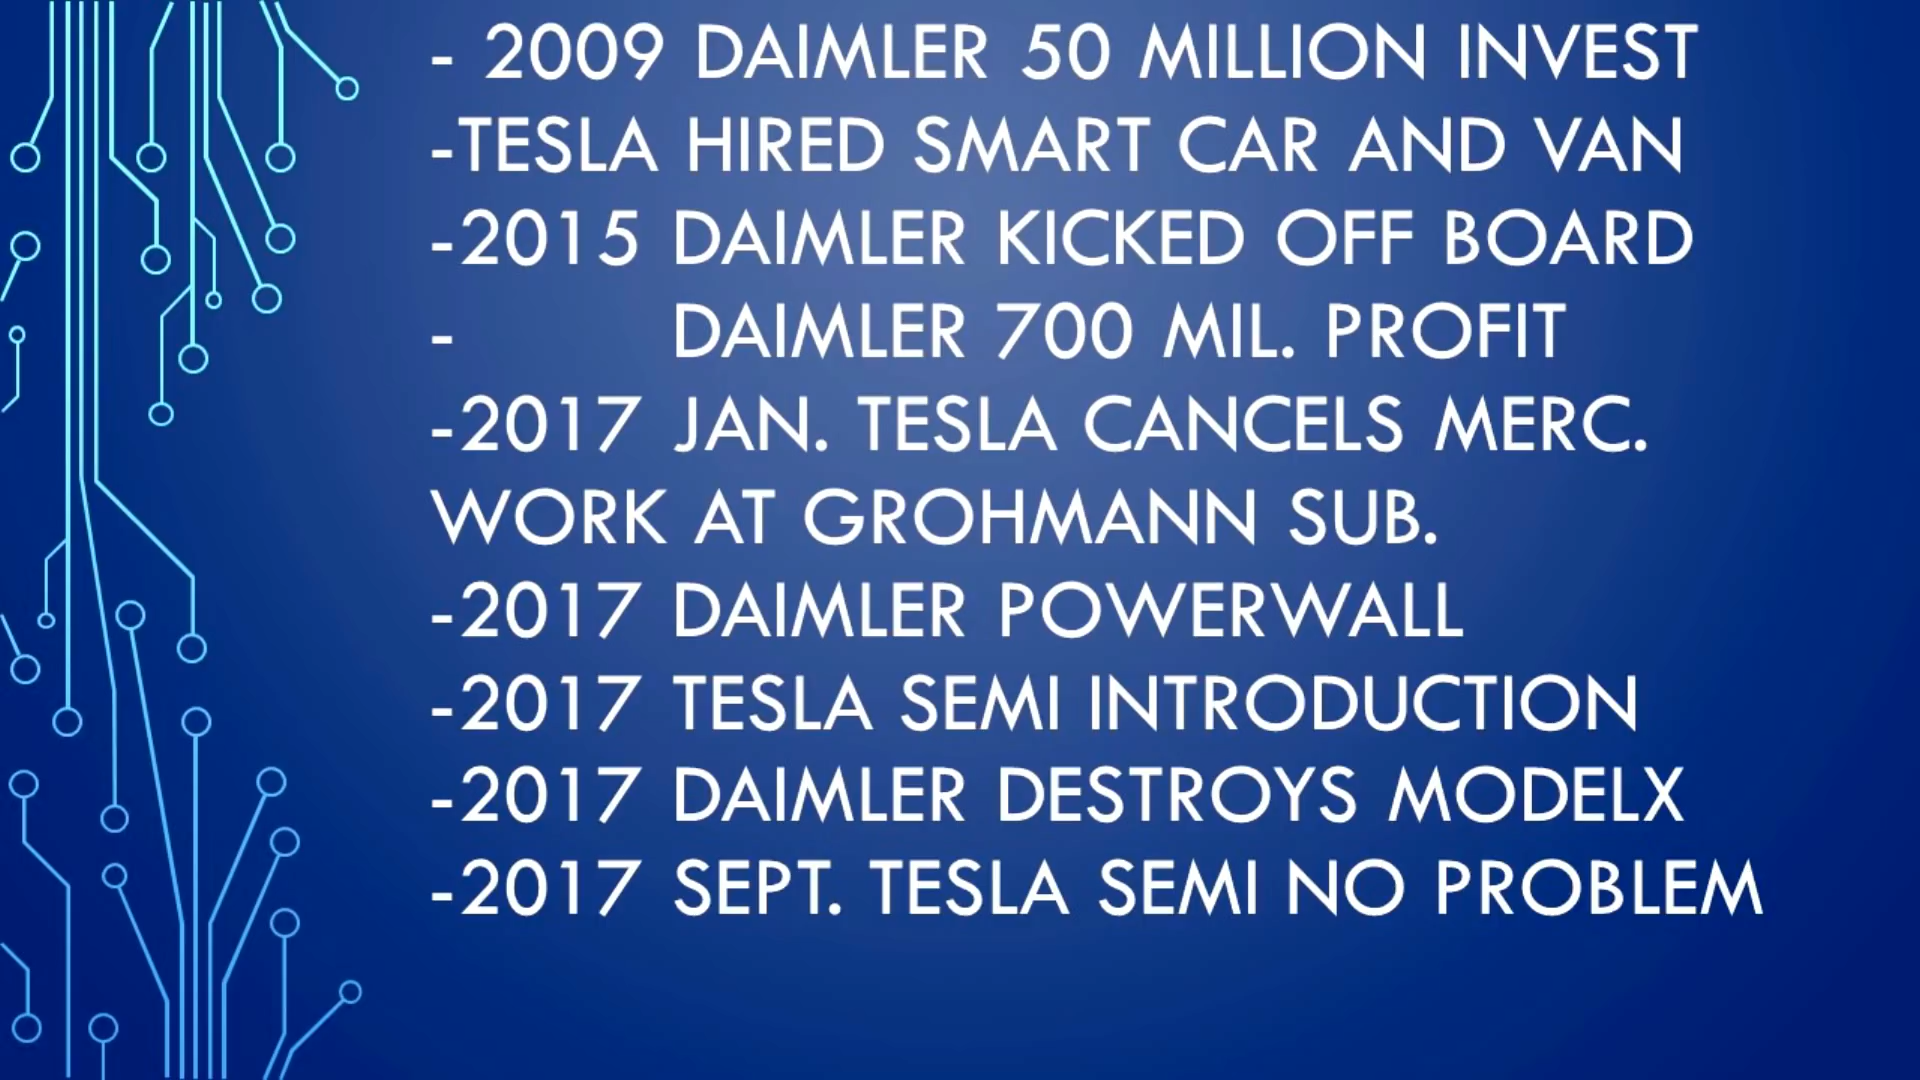 - 2009 DAIMLER 50 MILLION INVEST
-TESLA HIRED SMART CAR AND VAN
-2015 DAIMLER KICKED OFF BOARD
- DAIMLER 700 MIL. PROFIT
-2017 JAN. TESLA CANCELS MERC.
WORK AT GROHMANN SUB.
-2017 DAIMLER POWERWALL
-2017 TESLA SEMI INTRODUCTION
-2017 DAIMLER DESTROYS MODELX
-2017 SEPT. TESLA SEMI NO PROBLEM